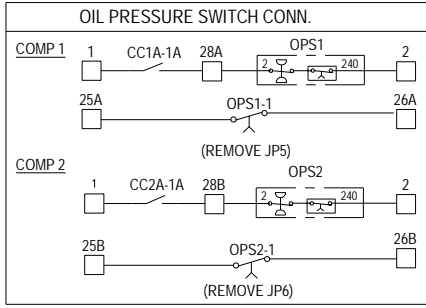 OIL PRESSURE SWITCH CONN.
COMP 1
1 CC1A-1A 28A OPS1 2
2 240
25A OPS1-1 26A
(REMOVE JP5)
COMP 2
1 CC2A-1A 28B OPS2 2
2 240
25B OPS2-1 26B
(REMOVE JP6)